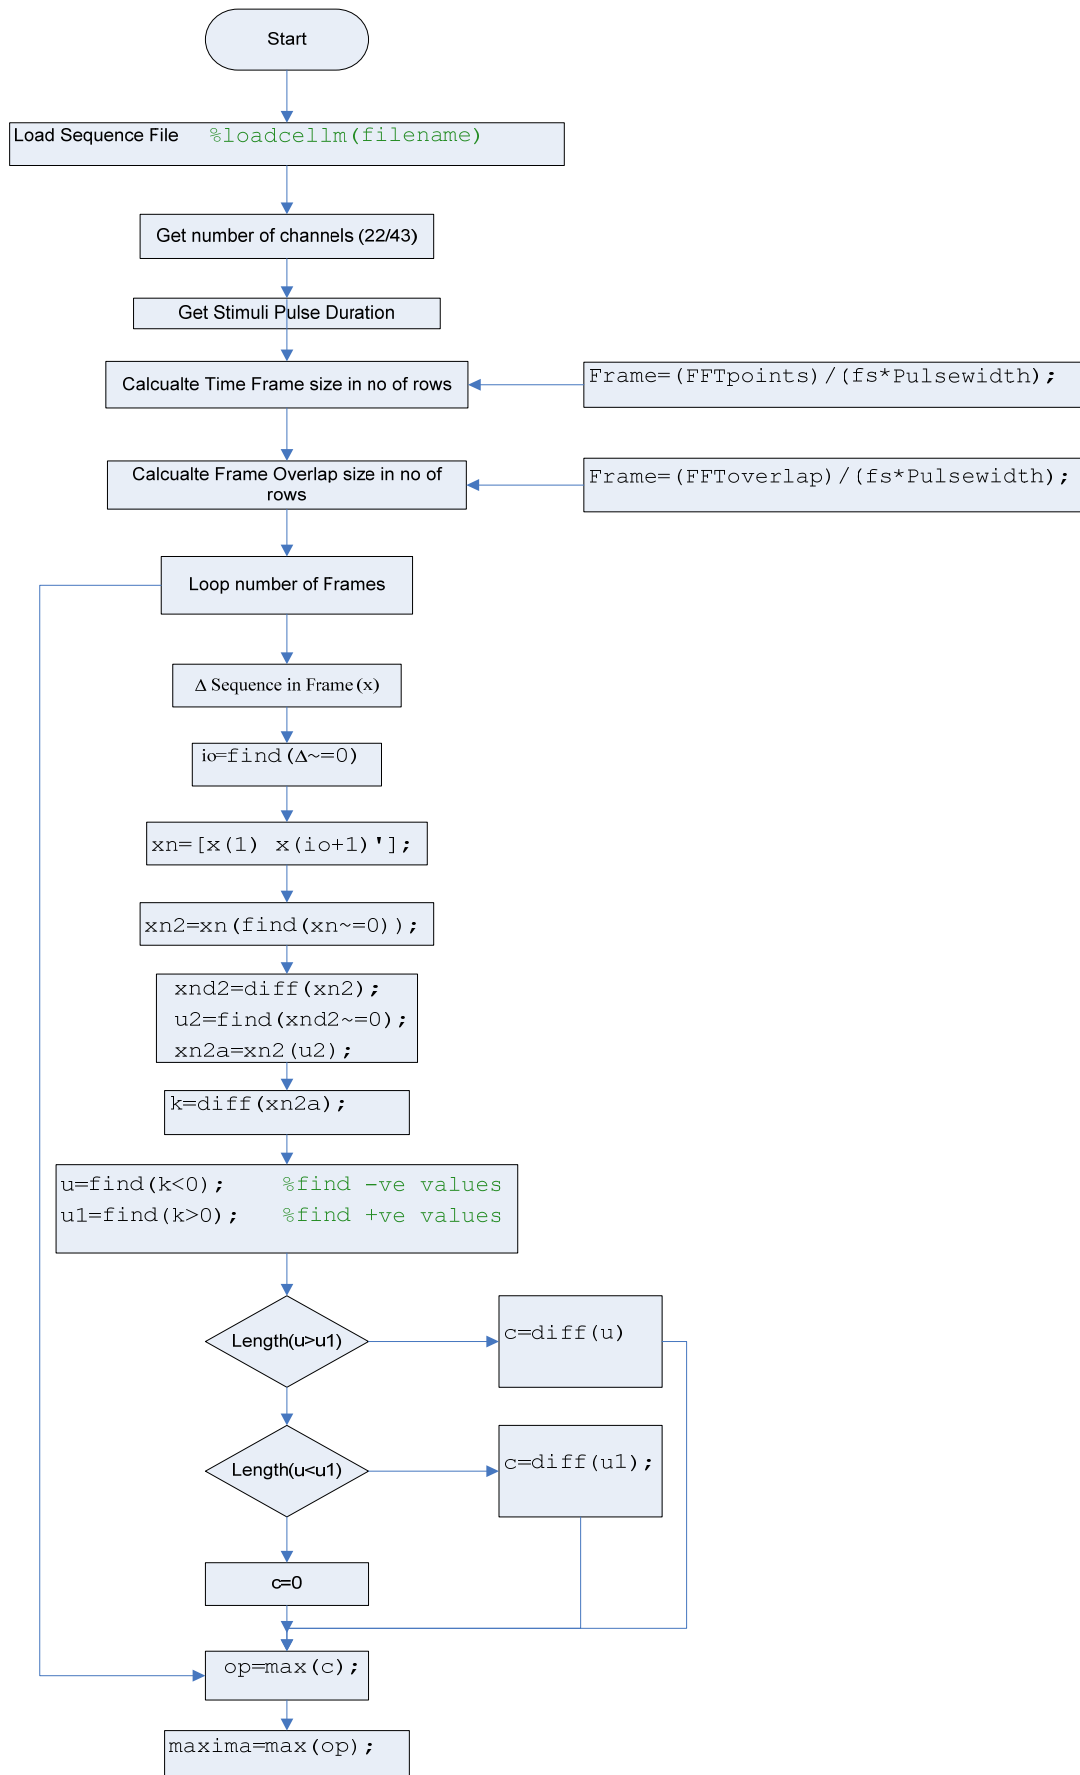 Start
Load Sequence File %loadcellm(filename)
Get number of channels (22/43)
Get Stimuli Pulse Duration
Calcualte Time Frame size in no of rows
Frame=(FFTpoints)/(fs*Pulsewidth);
Calcualte Frame Overlap size in no of
rows
Frame=(FFToverlap)/(fs*Pulsewidth);
Loop number of Frames
Δ Sequence in Frame (x)
io=find(Δ~=0)
xn=[x(1) x(io+1)'];
xn2=xn(find(xn~=0));
xnd2=diff(xn2);
u2=find(xnd2~=0);
xn2a=xn2(u2);
k=diff(xn2a);
u=find(k<0); %find -ve values
u1=find(k>0); %find +ve values
Length(u>u1)
c=diff(u)
Length(u<u1)
c=diff(u1);
c=0
op=max(c);
maxima=max(op);